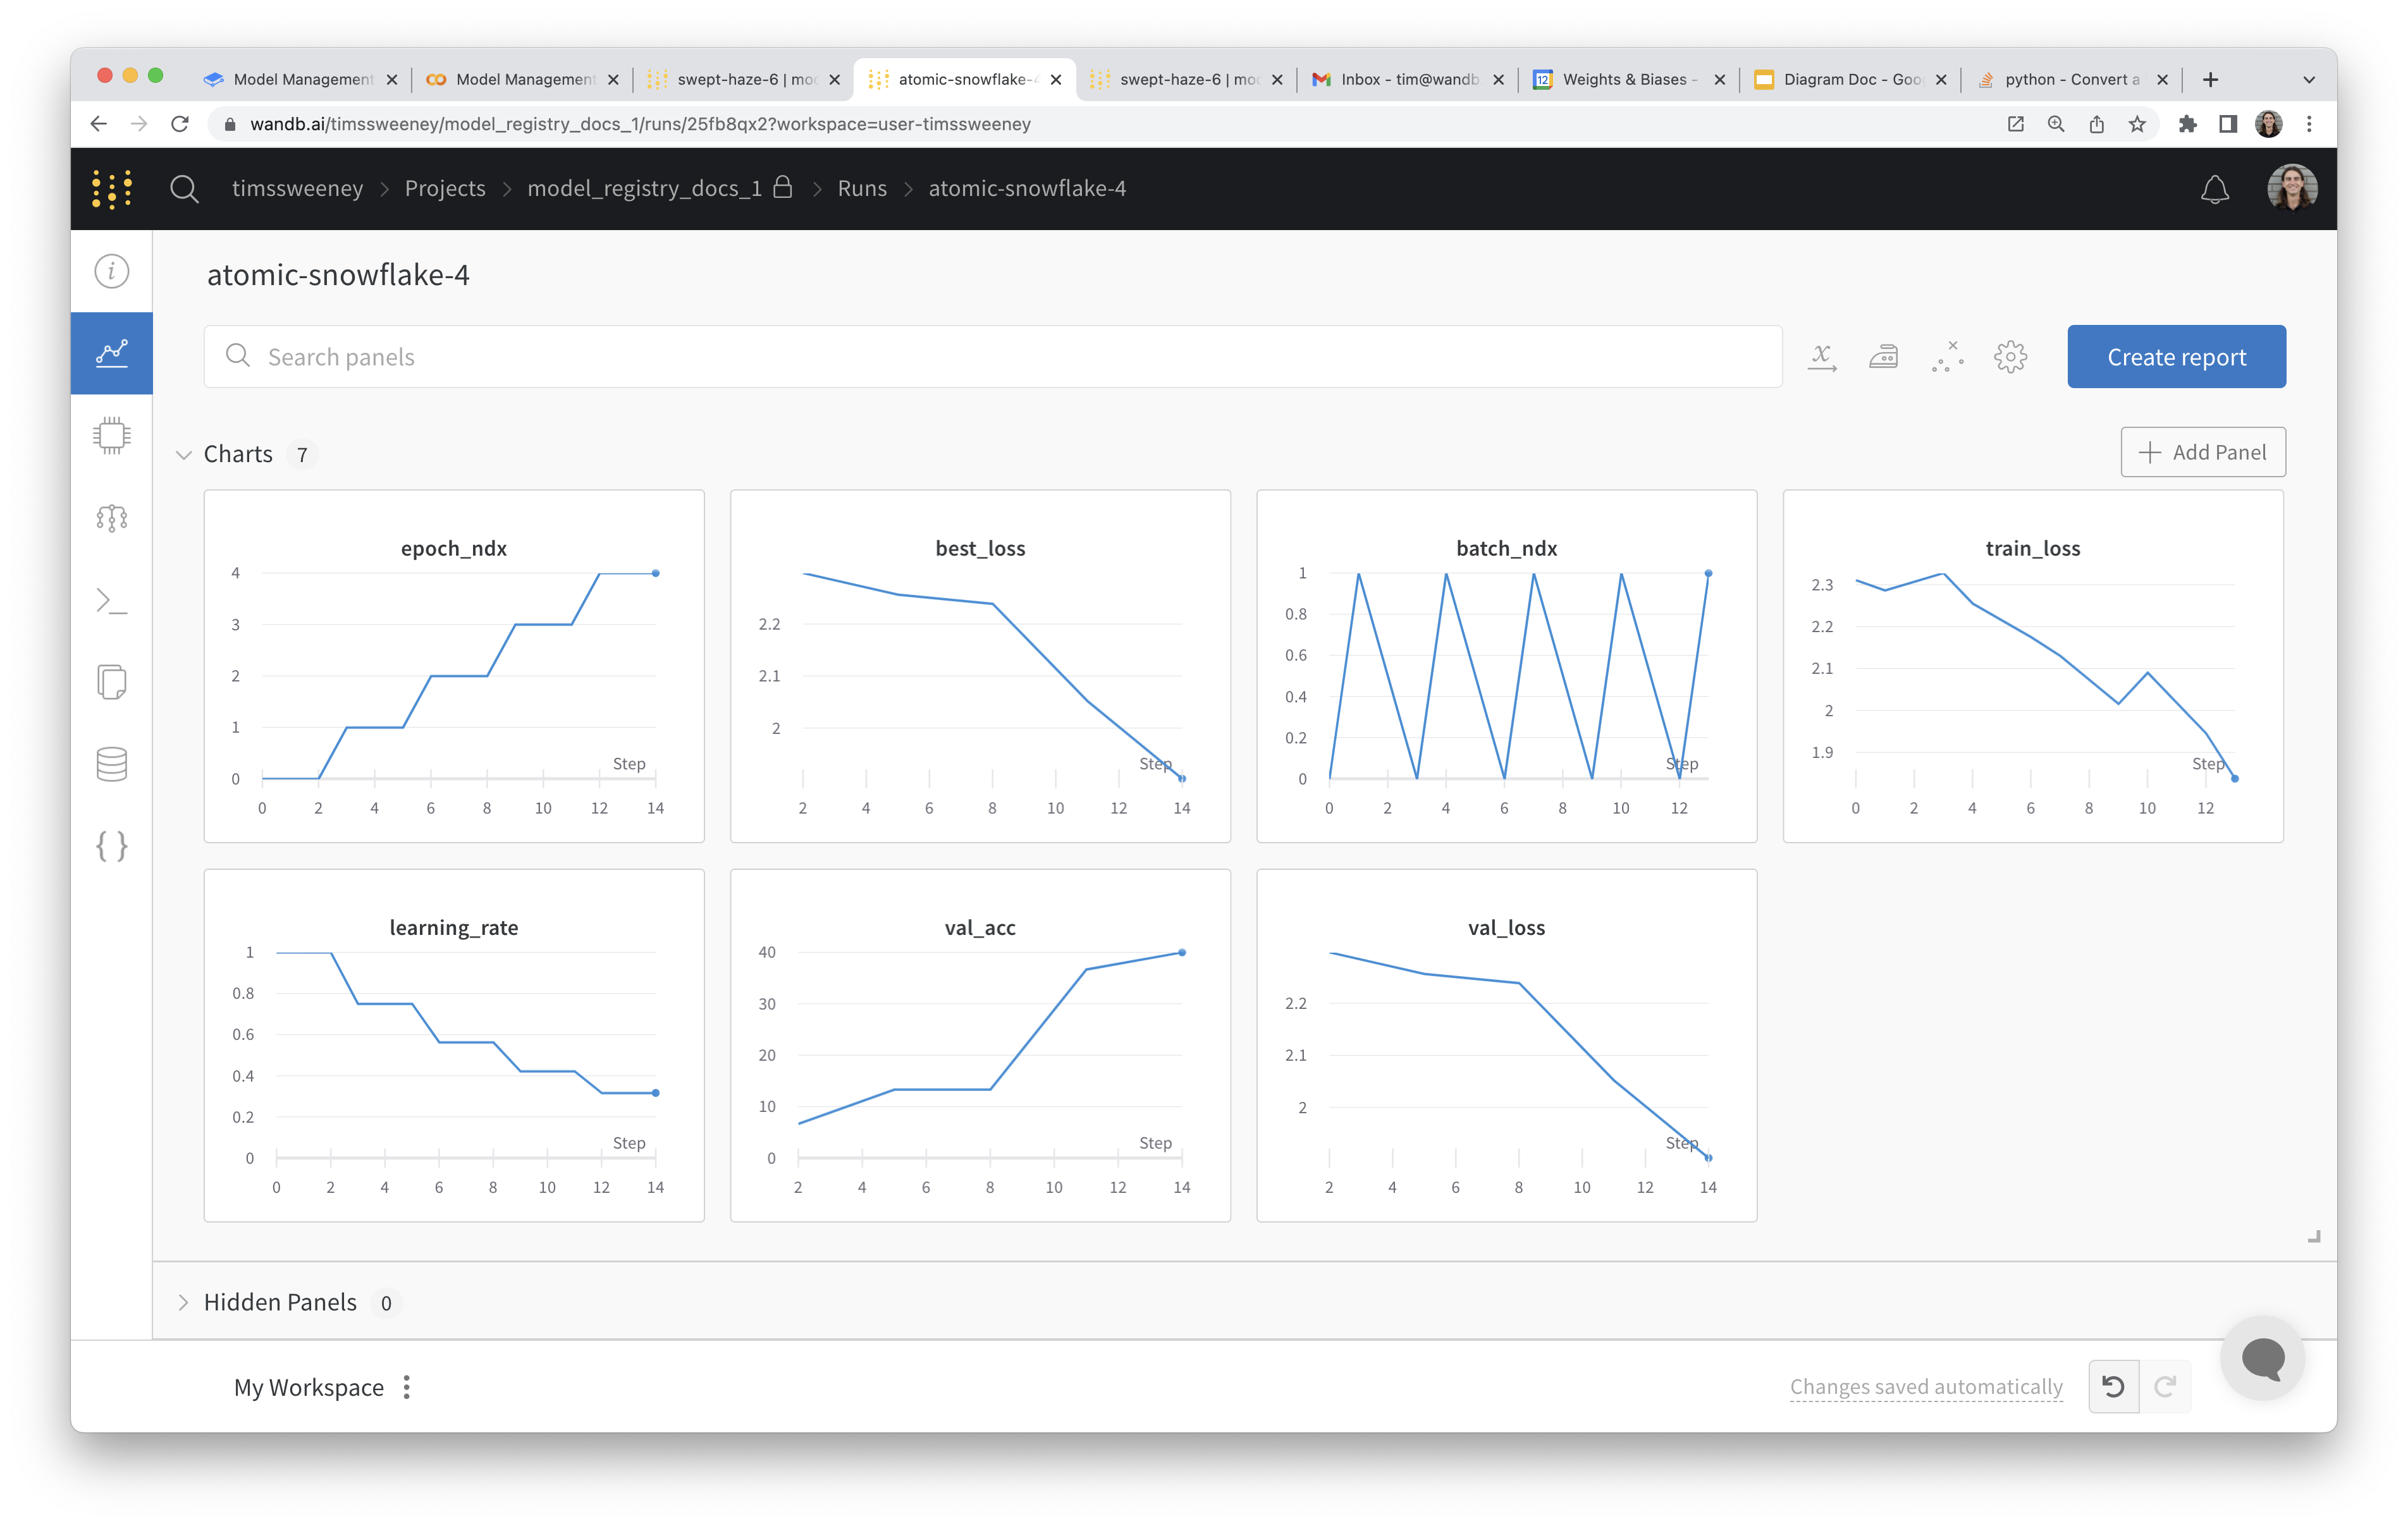 Model Management
Model Management
swept-haze-6 | mod
atomic-snowflake-4
swept-haze-6 | mod
Inbox - tim@wandb
Weights & Biases -
Diagram Doc - Goo
python - Convert a
wandb.ai/timssweeney/model_registry_docs_1/runs/25fb8qx2?workspace=user-timssweeney
timssweeney > Projects > model_registry_docs_1 > Runs > atomic-snowflake-4
atomic-snowflake-4
Search panels
Create report
Charts 7
Add Panel
epoch_ndx
4
3
2
1
0
Step
0 2 4 6 8 10 12 14
best_loss
2.2
2.1
2
Step
2 4 6 8 10 12 14
batch_ndx
1
0.8
0.6
0.4
0.2
0
Step
0 2 4 6 8 10 12
train_loss
2.3
2.2
2.1
2
1.9
Step
0 2 4 6 8 10 12
learning_rate
1
0.8
0.6
0.4
0.2
0
Step
0 2 4 6 8 10 12 14
val_acc
40
30
20
10
0
Step
2 4 6 8 10 12 14
val_loss
2.2
2.1
2
Step
2 4 6 8 10 12 14
Hidden Panels 0
My Workspace
Changes saved automatically